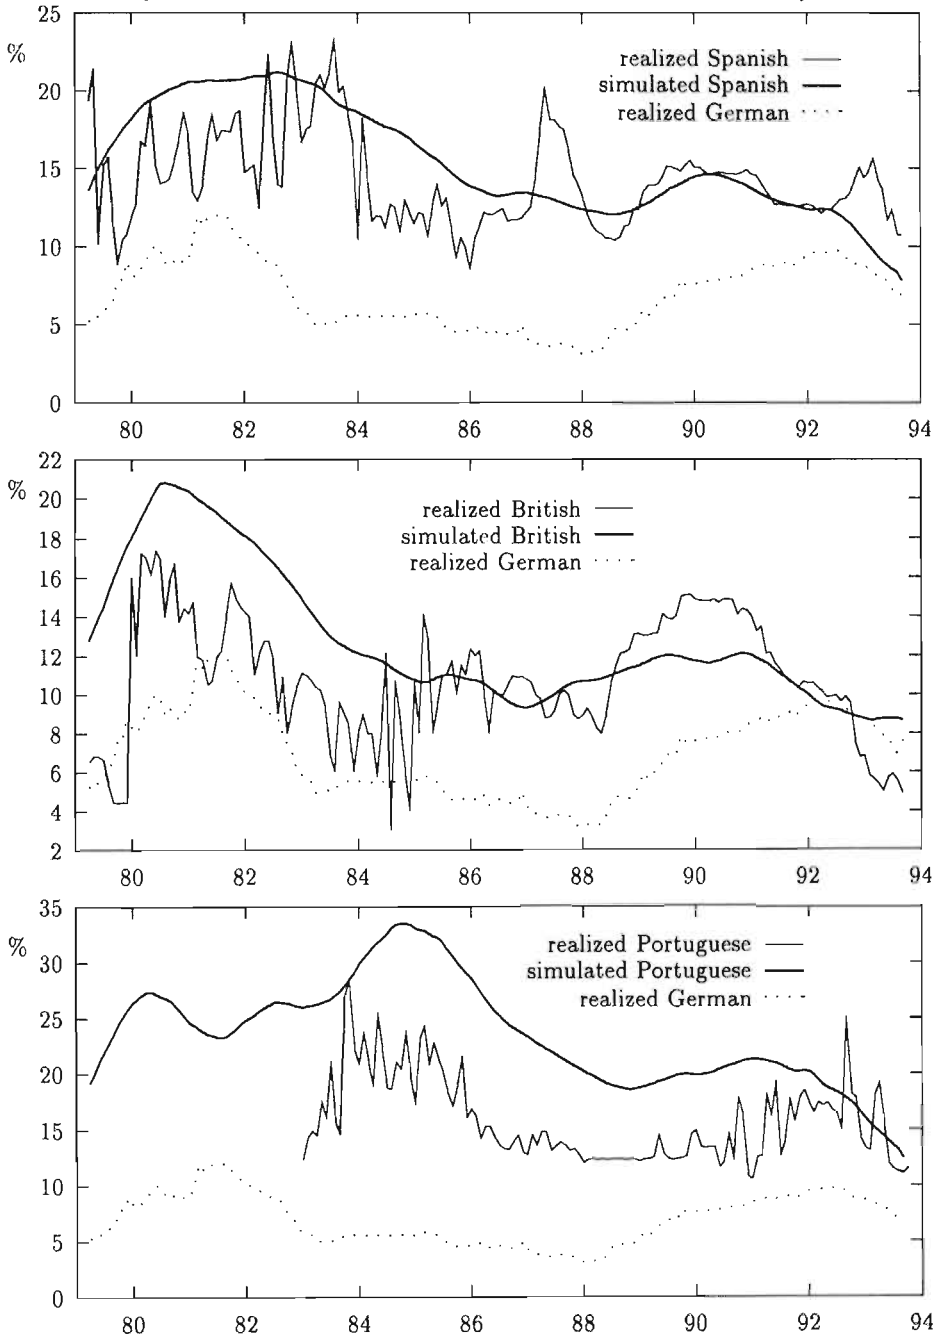 25
%
realized Spanish
simulated Spanish
realized German
20
15
10
5
0
80 82 84 86 88 90 92 94
22
%
20
realized British
simulated British
realized German
18
16
14
12
10
8
6
4
2
80 82 84 86 88 90 92 94
35
%
realized Portuguese
simulated Portuguese
realized German
30
25
20
15
10
5
0
80 82 84 86 88 90 92 94